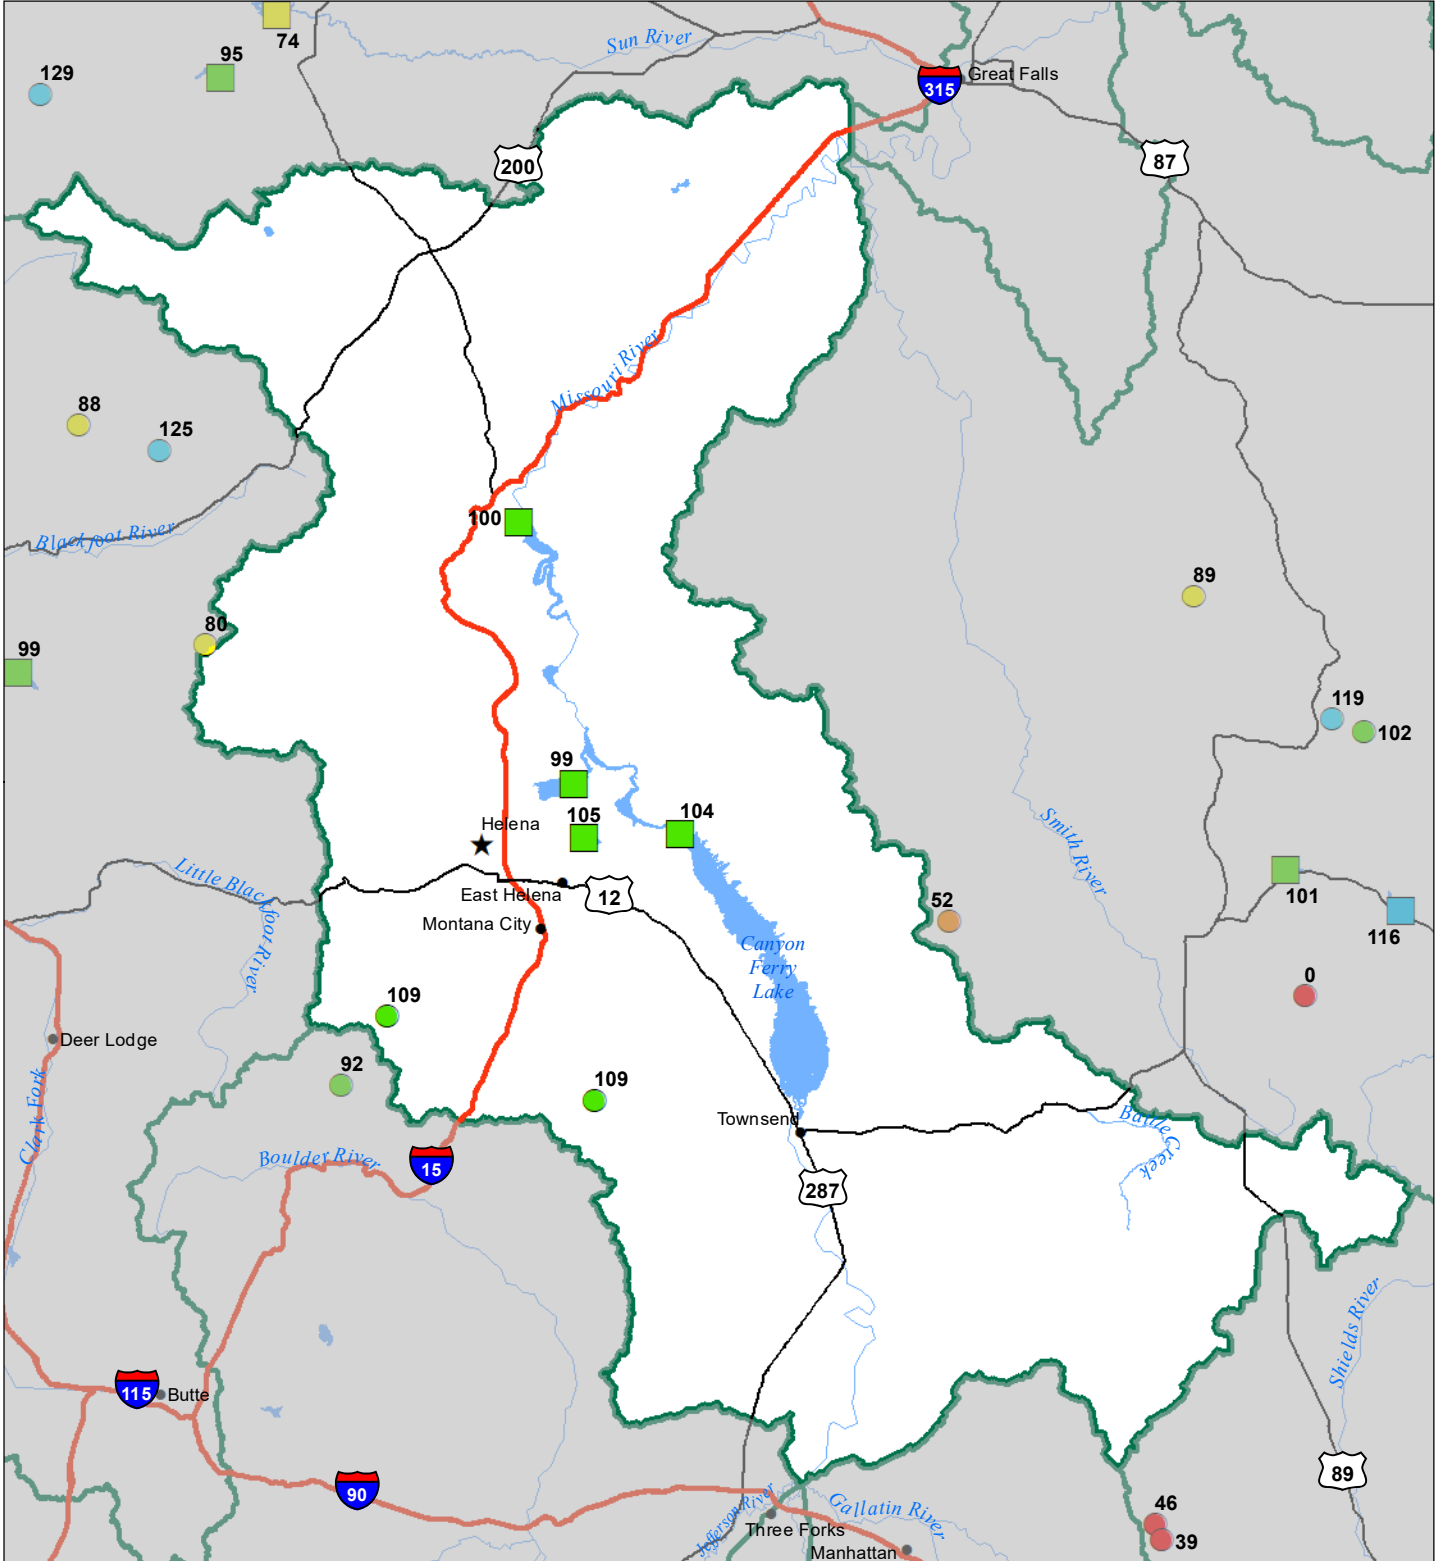 74
Sun River
95
129
Great Falls
315
87
200
Missouri River
88
125
100
Blackfoot River
89
80
99
119
102
99
105
104
Helena
Smith River
Little Blackfoot River
101
East Helena
12
52
116
Montana City
Canyon
Ferry
Lake
0
109
Deer Lodge
92
109
Clark Fork
Townsend
Battle Creek
Boulder River
15
287
Shields River
115
Butte
89
90
46
Jefferson River
Gallatin River
Three Forks
39
Manhattan